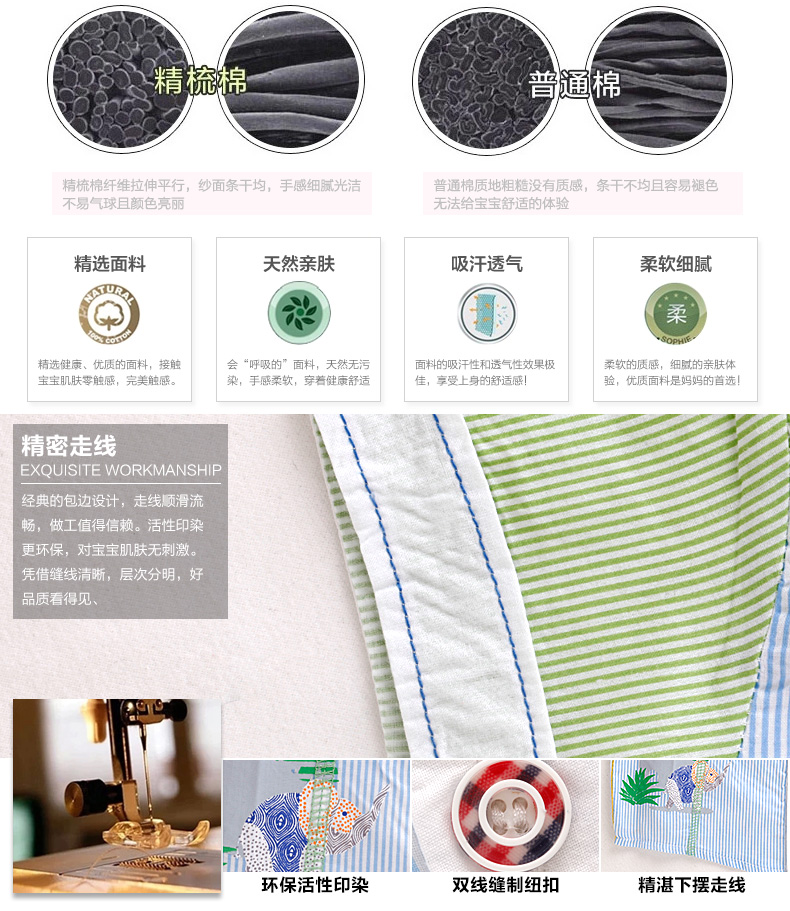 精梳棉
普通棉
精梳棉纤维拉伸平行，纱面条干均，手感细腻光洁
不易气球且颜色亮丽
普通棉质地粗糙没有质感，条干不均且容易褪色
无法给宝宝舒适的体验
精选面料
NATURAL
100% COTTON
精选健康、优质的面料，接触
宝宝肌肤零触感，完美触感。
天然亲肤
会“呼吸的”面料，天然无污
染，手感柔软，穿着健康舒适
吸汗透气
面料的吸汗性和透气性效果极
佳，享受上身的舒适感！
柔软细腻
柔
SOPHIE
柔软的质感，细腻的亲肤体
验，优质面料是妈妈的首选！
精密走线
EXQUISITE WORKMANSHIP
经典的包边设计，走线顺滑流
畅，做工值得信赖。活性印染
更环保，对宝宝肌肤无刺激。
凭借缝线清晰，层次分明，好
品质看得见、
环保活性印染
双线缝制纽扣
精湛下摆走线